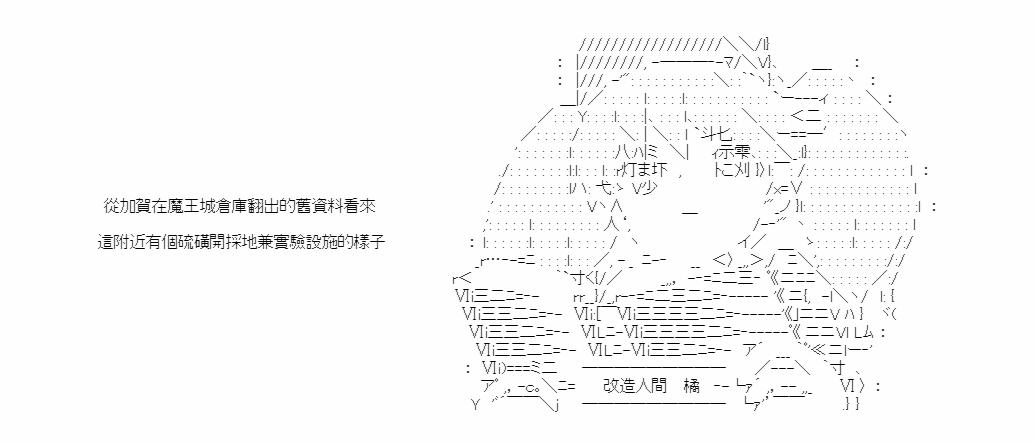 從加賀在魔王城倉庫翻出的舊資料看來
這附近有個硫磺開採地兼實驗設施的樣子
改造人間　橘